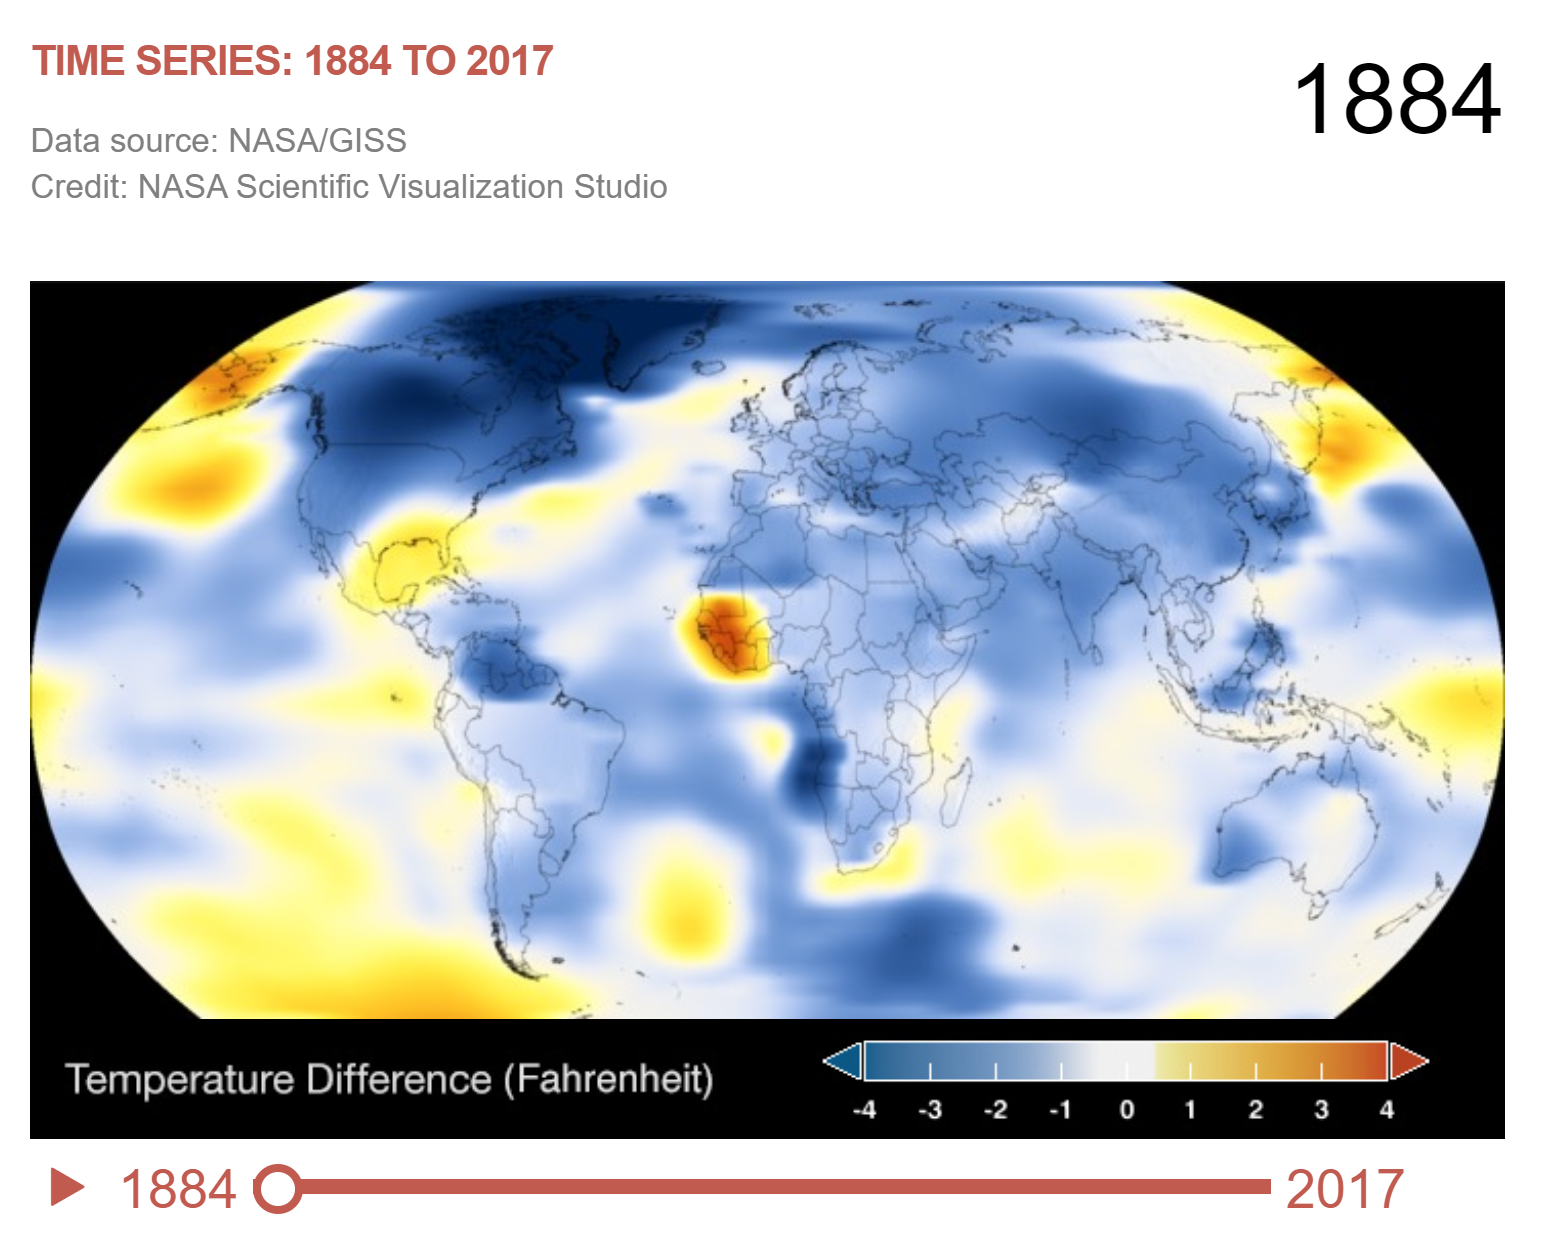 TIME SERIES: 1884 TO 2017
1884
Data source: NASA/GISS
Credit: NASA Scientific Visualization Studio
Temperature Difference (Fahrenheit)
-4 -3 -2 -1 0 1 2 3 4
1884 2017